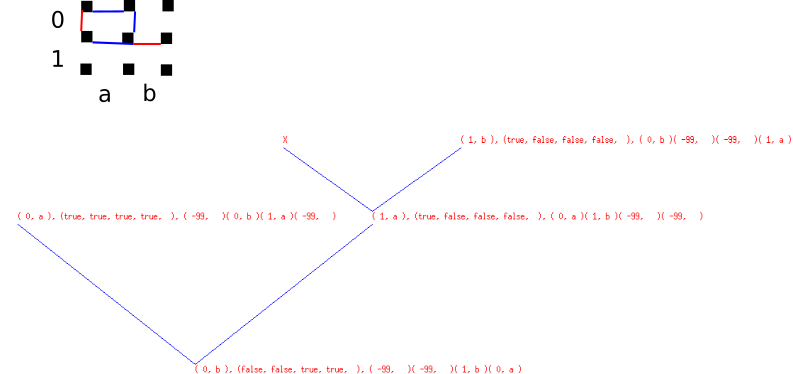 0
1
a b
X ( 1, b ), (true, false, false, false, ), ( 0, b )( -99, )( -99, )( 1, a )
( 0, a ), (true, true, true, true, ), ( -99, )( 0, b )( 1, a )( -99, ) ( 1, a ), (true, false, false, false, ), ( 0, a )( 1, b )( -99, )( -99, )
( 0, b ), (false, false, true, true, ), ( -99, )( -99, )( 1, b )( 0, a )